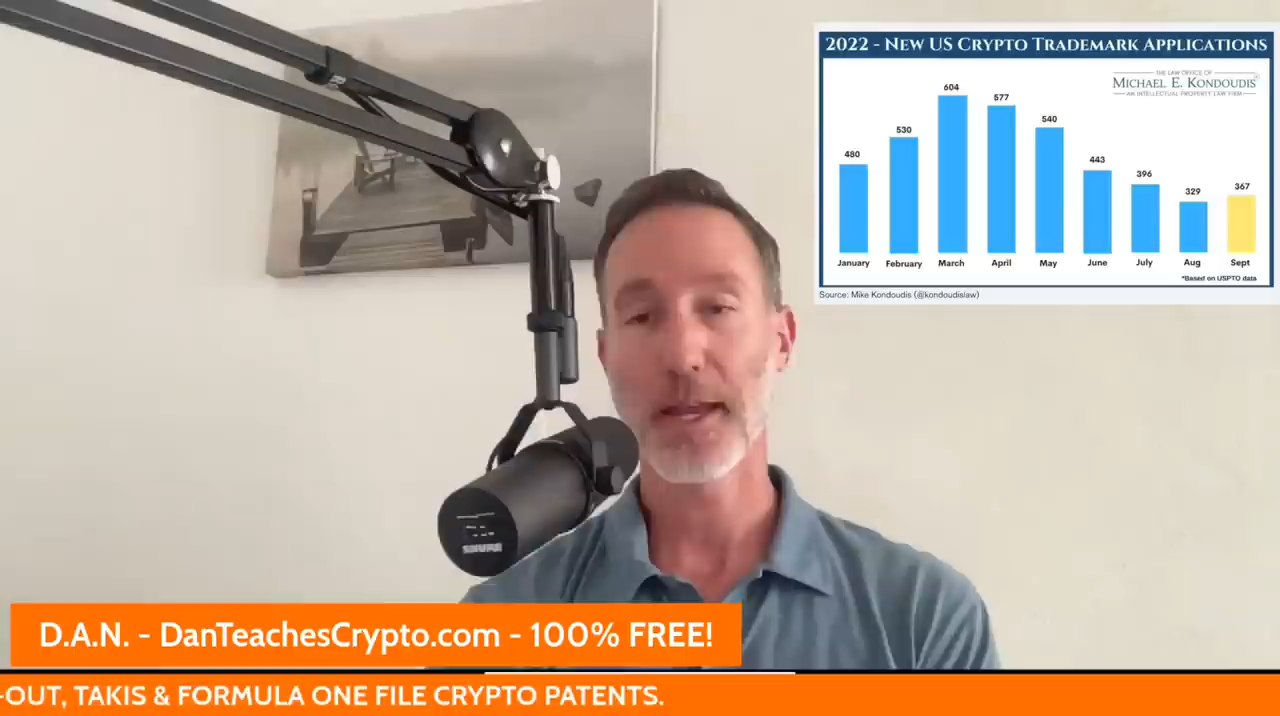 2022 - NEW US CRYPTO TRADEMARK APPLICATIONS
THE LAW OFFICE OF
MICHAEL E. KONDOUDIS
AN INTELLECTUAL PROPERTY LAW FIRM
604
577
540
530
480
443
396
367
329
January February March April May June July Aug Sept
*Based on USPTO data
Source: Mike Kondoudis (@kondoudislaw)
SHURE
D.A.N. - DanTeachesCrypto.com - 100% FREE!
-OUT, TAKIS & FORMULA ONE FILE CRYPTO PATENTS.